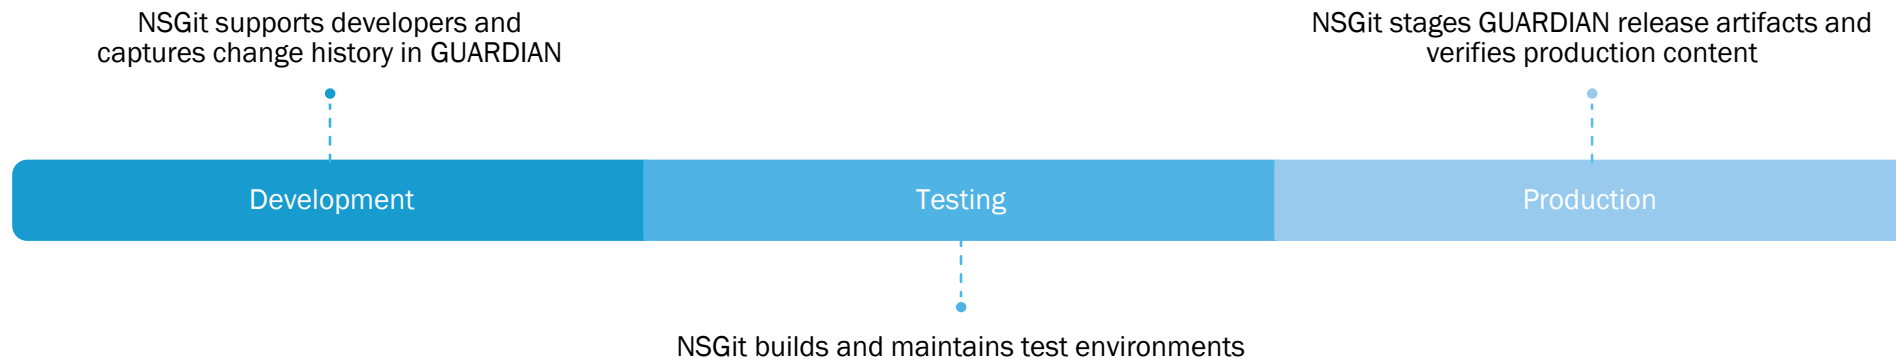 NSGit supports developers and
captures change history in GUARDIAN
NSGit stages GUARDIAN release artifacts and
verifies production content
Development
Testing
Production
NSGit builds and maintains test environments